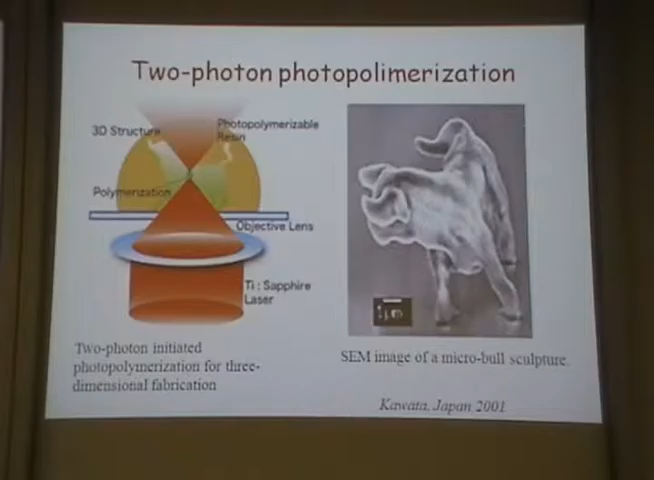 Two-photon photopolimerization
3D Structure
Photopolymerizable
Resin
Polymerization
Objective Lens
Ti : Sapphire
Laser
1μm
Two-photon initiated
photopolymerization for three-
dimensional fabrication
SEM image of a micro-bull sculpture.
Kawata, Japan 2001